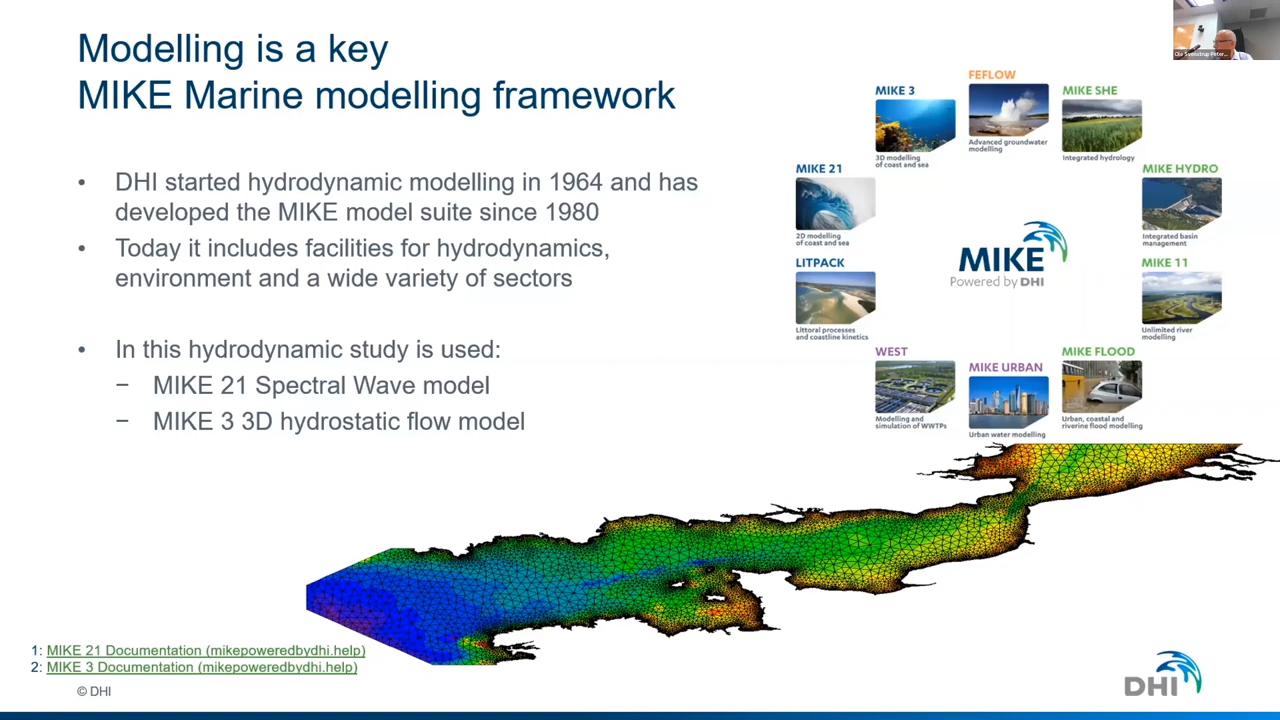 Modelling is a key
MIKE Marine modelling framework
• DHI started hydrodynamic modelling in 1964 and has
developed the MIKE model suite since 1980
• Today it includes facilities for hydrodynamics,
environment and a wide variety of sectors
• In this hydrodynamic study is used:
− MIKE 21 Spectral Wave model
− MIKE 3 3D hydrostatic flow model
FEFLOW
Advanced groundwater
modelling
MIKE 3
3D modelling
of coast and sea
MIKE SHE
Integrated hydrology
MIKE 21
2D modelling
of coast and sea
MIKE HYDRO
Integrated basin
management
MIKE
Powered by DHI
LITPACK
Littoral processes
and coastline kinetics
MIKE 11
Unlimited river
modelling
WEST
Modelling and
simulation of WWTPs
MIKE URBAN
Urban water modelling
MIKE FLOOD
Urban, coastal and
riverine flood modelling
1: MIKE 21 Documentation (mikepoweredbydhi.help)
2: MIKE 3 Documentation (mikepoweredbydhi.help)
© DHI
DHI